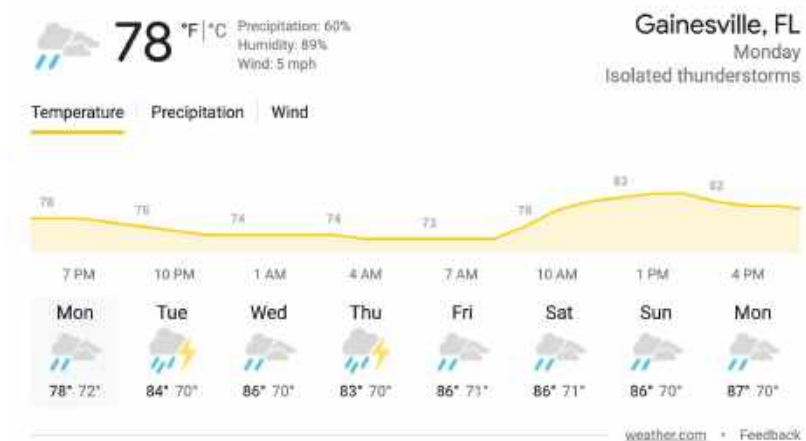 78 °F|°C
Precipitation: 60%
Humidity: 89%
Wind: 5 mph
Gainesville, FL
Monday
Isolated thunderstorms
Temperature Precipitation Wind
78 76 74 74 73 78 83 82
7 PM 10 PM 1 AM 4 AM 7 AM 10 AM 1 PM 4 PM
Mon Tue Wed Thu Fri Sat Sun Mon
78° 72° 84° 70° 85° 70° 83° 70° 86° 71° 86° 71° 86° 70° 87° 70°
weather.com • Feedback